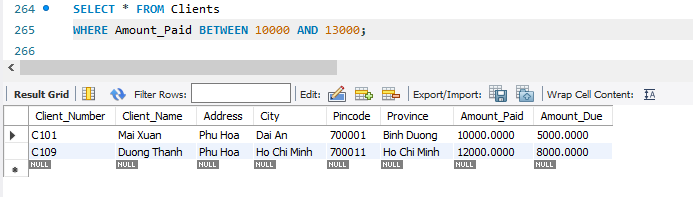 264 SELECT * FROM Clients
265 WHERE Amount_Paid BETWEEN 10000 AND 13000;
266
Result Grid Filter Rows: Edit: Export/Import: Wrap Cell Content:
Client_Number Client_Name Address City Pincode Province Amount_Paid Amount_Due
C101 Mai Xuan Phu Hoa Dai An 700001 Binh Duong 10000.0000 5000.0000
C109 Duong Thanh Phu Hoa Ho Chi Minh 700011 Ho Chi Minh 12000.0000 8000.0000
NULL NULL NULL NULL NULL NULL NULL NULL